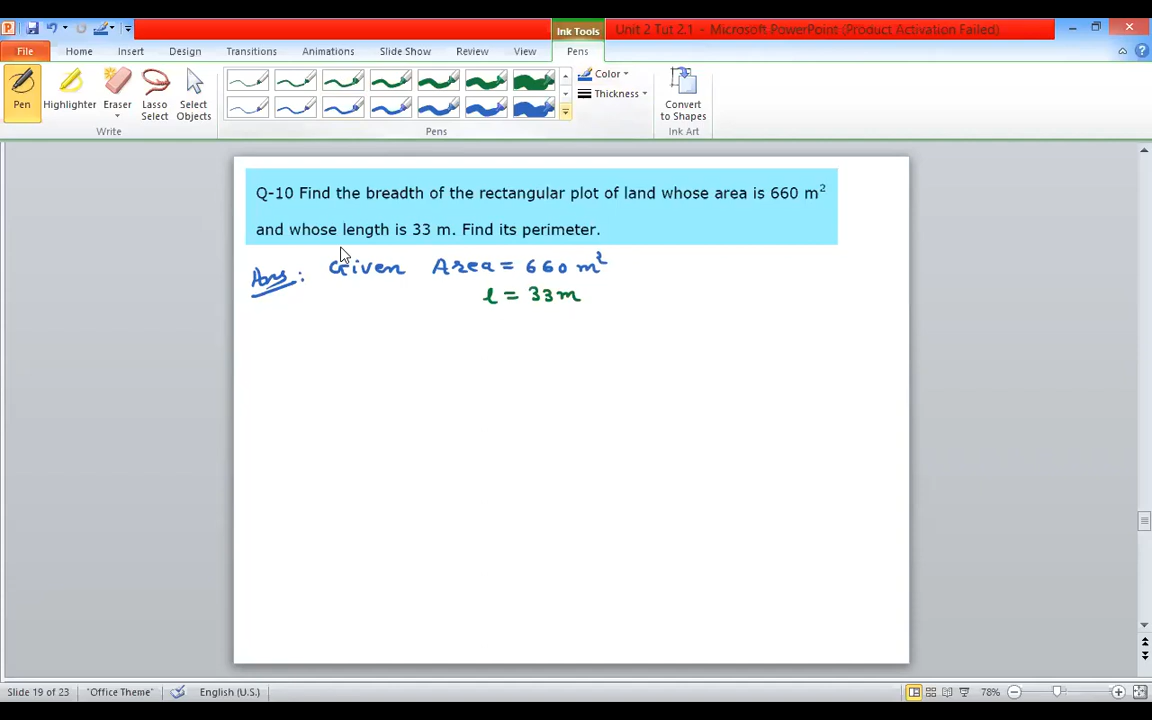 Ink Tools
Unit 2 Tut 2.1 - Microsoft PowerPoint (Product Activation Failed)
File Home Insert Design Transitions Animations Slide Show Review View Pens
Pen Highlighter Eraser Lasso Select Select Objects
Color
Thickness
Convert to Shapes
Write Pens Ink Art
Q-10 Find the breadth of the rectangular plot of land whose area is 660 m²
and whose length is 33 m. Find its perimeter.
Ans: Given Area = 660 m²
l = 33m
Slide 19 of 23 "Office Theme" English (U.S.) 78%